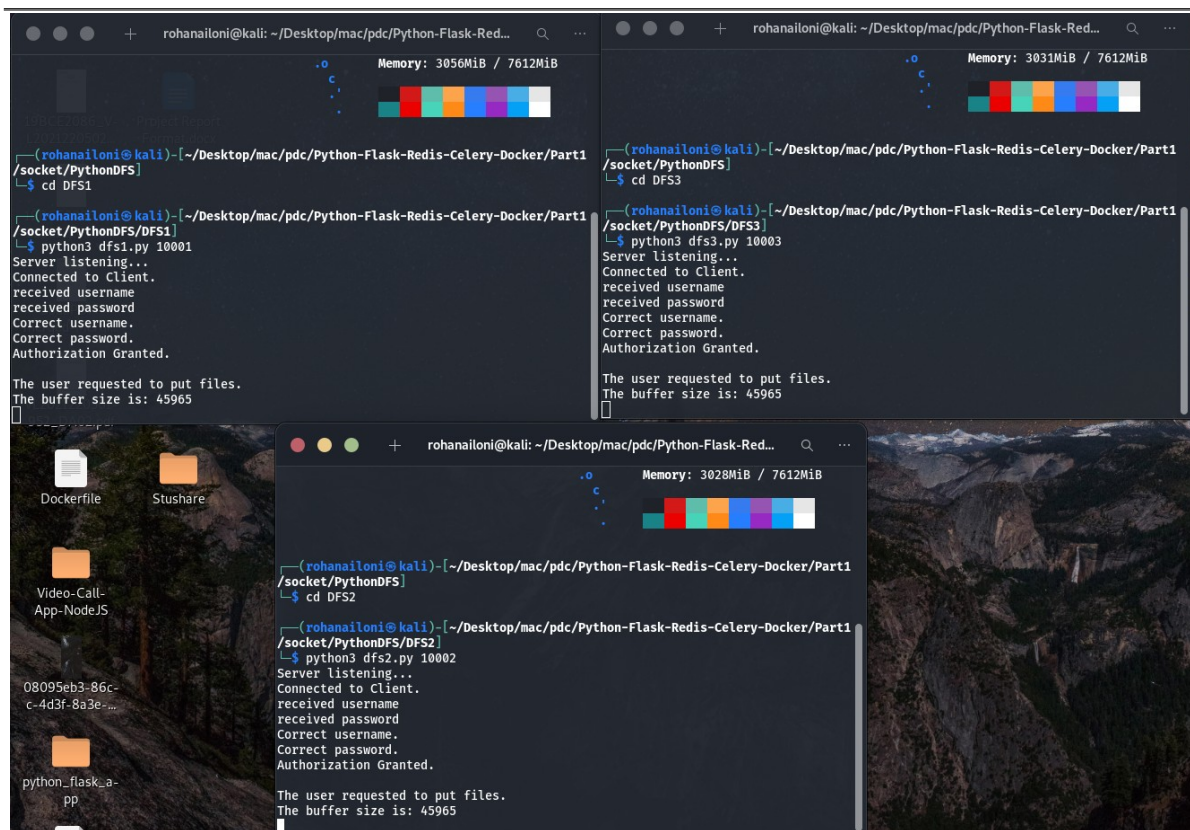 rohanailoni@kali: ~/Desktop/mac/pdc/Python-Flask-Red...
.o
c
.'
.
Memory: 3056MiB / 7612MiB
┌──(rohanailoni㉿kali)-[~/Desktop/mac/pdc/Python-Flask-Redis-Celery-Docker/Part1
/socket/PythonDFS]
└─$ cd DFS1
┌──(rohanailoni㉿kali)-[~/Desktop/mac/pdc/Python-Flask-Redis-Celery-Docker/Part1
/socket/PythonDFS/DFS1]
└─$ python3 dfs1.py 10001
Server listening...
Connected to Client.
received username
received password
Correct username.
Correct password.
Authorization Granted.
The user requested to put files.
The buffer size is: 45965
rohanailoni@kali: ~/Desktop/mac/pdc/Python-Flask-Red...
.o
c
.'
.
Memory: 3031MiB / 7612MiB
┌──(rohanailoni㉿kali)-[~/Desktop/mac/pdc/Python-Flask-Redis-Celery-Docker/Part1
/socket/PythonDFS]
└─$ cd DFS3
┌──(rohanailoni㉿kali)-[~/Desktop/mac/pdc/Python-Flask-Redis-Celery-Docker/Part1
/socket/PythonDFS/DFS3]
└─$ python3 dfs3.py 10003
Server listening...
Connected to Client.
received username
received password
Correct username.
Correct password.
Authorization Granted.
The user requested to put files.
The buffer size is: 45965
Dockerfile
Stushare
Video-Call-
App-NodeJS
08095eb3-86c-
c-4d3f-8a3e-...
python_flask_a-
pp
rohanailoni@kali: ~/Desktop/mac/pdc/Python-Flask-Red...
.o
c
.'
.
Memory: 3028MiB / 7612MiB
┌──(rohanailoni㉿kali)-[~/Desktop/mac/pdc/Python-Flask-Redis-Celery-Docker/Part1
/socket/PythonDFS]
└─$ cd DFS2
┌──(rohanailoni㉿kali)-[~/Desktop/mac/pdc/Python-Flask-Redis-Celery-Docker/Part1
/socket/PythonDFS/DFS2]
└─$ python3 dfs2.py 10002
Server listening...
Connected to Client.
received username
received password
Correct username.
Correct password.
Authorization Granted.
The user requested to put files.
The buffer size is: 45965